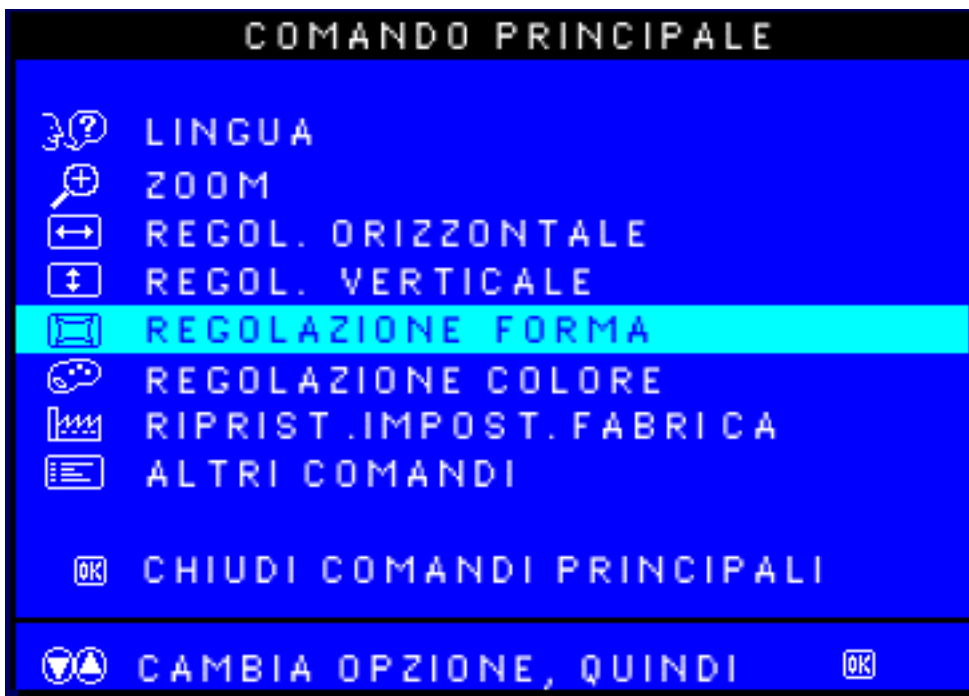 COMANDO PRINCIPALE
LINGUA
ZOOM
REGOL. ORIZZONTALE
REGOL. VERTICALE
REGOLAZIONE FORMA
REGOLAZIONE COLORE
RIPRIST.IMPOST.FABRICA
ALTRI COMANDI
OK CHIUDI COMANDI PRINCIPALI
CAMBIA OPZIONE, QUINDI OK